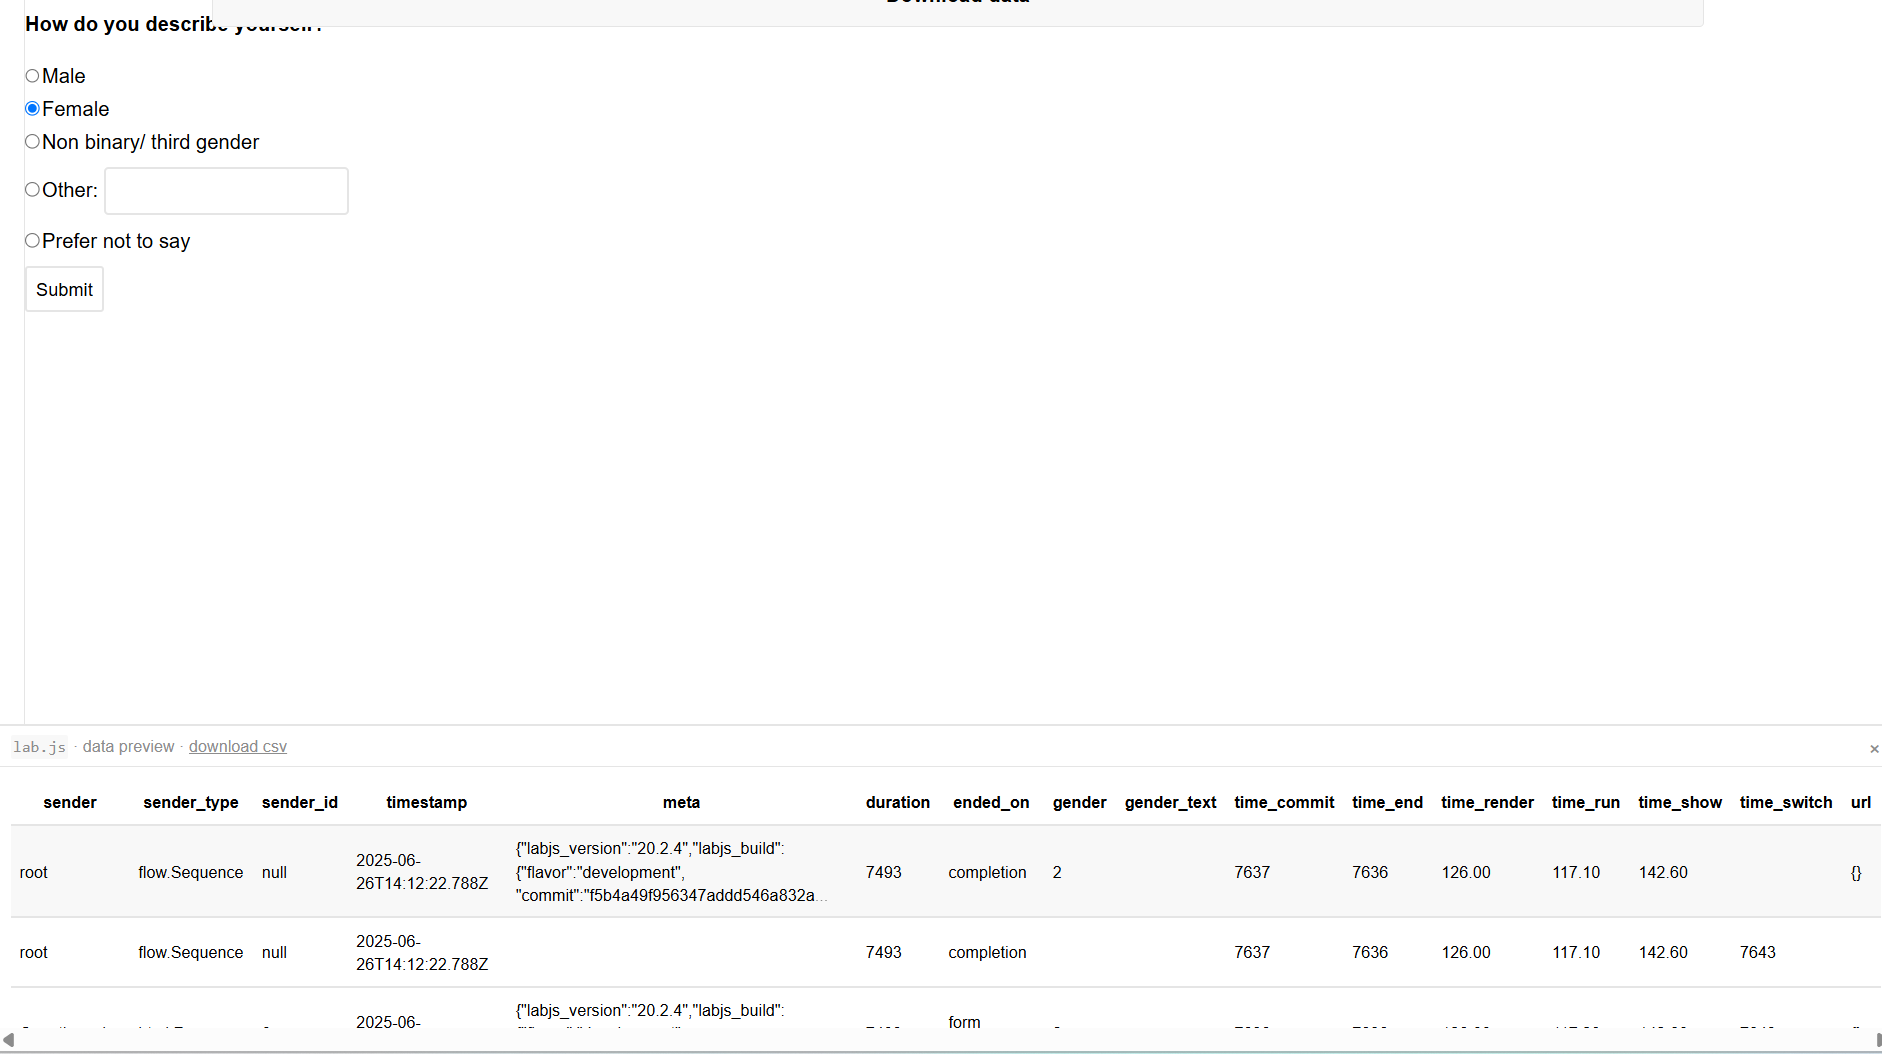 Download data
How do you describe yourself?
Male
Female
Non binary/ third gender
Other:
Prefer not to say
Submit
lab.js · data preview · download csv ×
sender sender_type sender_id timestamp meta duration ended_on gender gender_text time_commit time_end time_render time_run time_show time_switch url
{"labjs_version":"20.2.4","labjs_build":
2025-06-
root flow.Sequence null {"flavor":"development", 7493 completion 2 7637 7636 126.00 117.10 142.60 {}
26T14:12:22.788Z
"commit":"f5b4a49f956347addd546a832a...
2025-06-
root flow.Sequence null 7493 completion 7637 7636 126.00 117.10 142.60 7643
26T14:12:22.788Z
{"labjs_version":"20.2.4","labjs_build":
2025-06- form